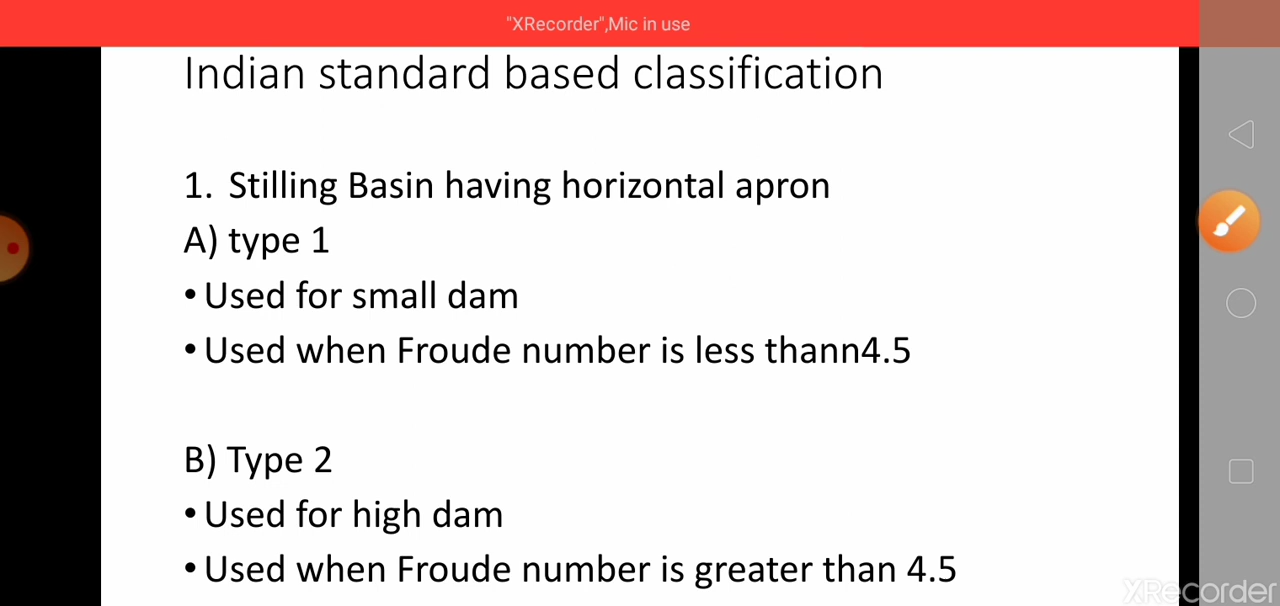 "XRecorder",Mic in use
Indian standard based classification
1. Stilling Basin having horizontal apron
A) type 1
• Used for small dam
• Used when Froude number is less thann4.5
B) Type 2
• Used for high dam
• Used when Froude number is greater than 4.5
XRecorder